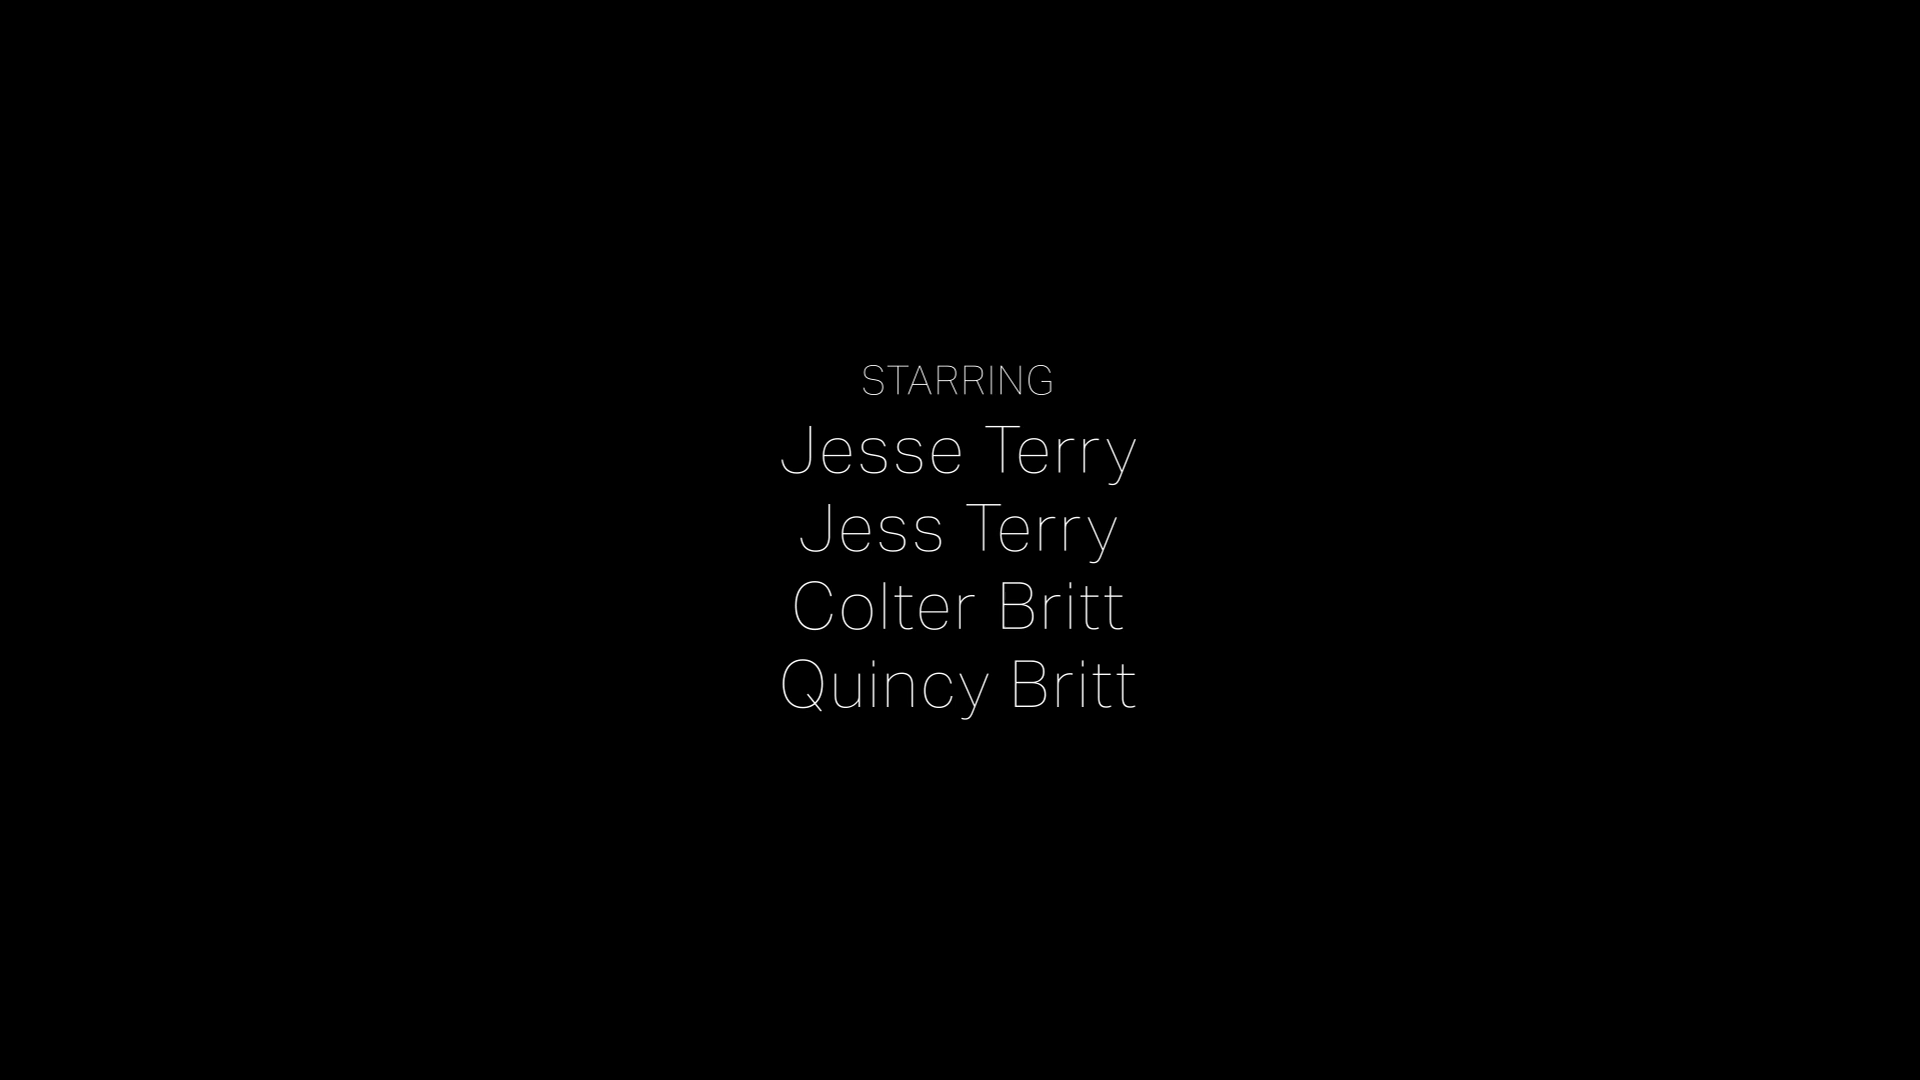 STARRING
Jesse Terry
Jess Terry
Colter Britt
Quincy Britt